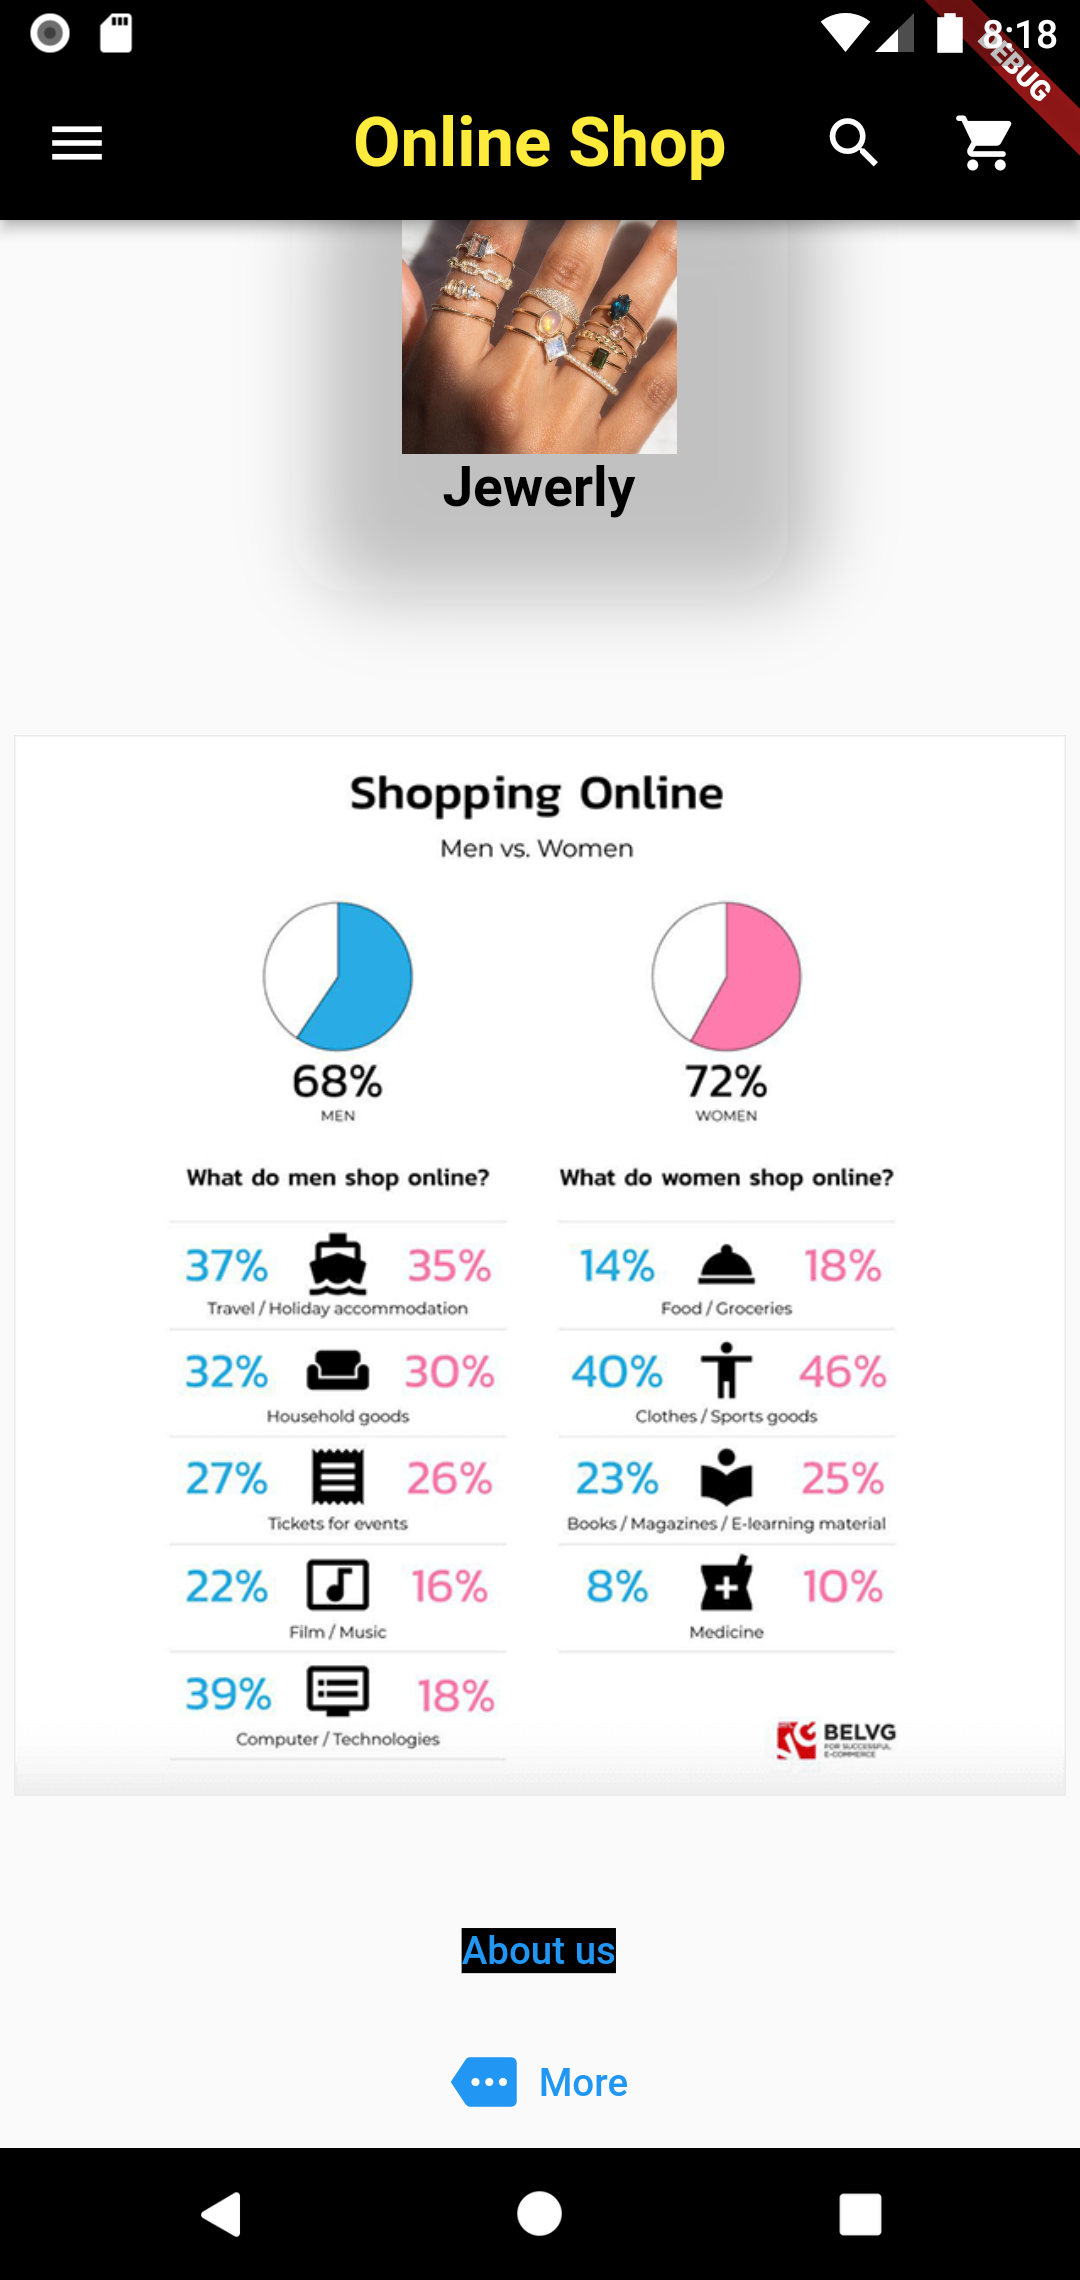 8:18
DEBUG
Online Shop
Jewerly
Shopping Online
Men vs. Women
68%
MEN
72%
WOMEN
What do men shop online?
37% 35%
Travel / Holiday accommodation
32% 30%
Household goods
27% 26%
Tickets for events
22% 16%
Film / Music
39% 18%
Computer / Technologies
What do women shop online?
14% 18%
Food / Groceries
40% 46%
Clothes / Sports goods
23% 25%
Books / Magazines / E-learning material
8% 10%
Medicine
BELVG
FOR SUCCESSFUL
E-COMMERCE
About us
More